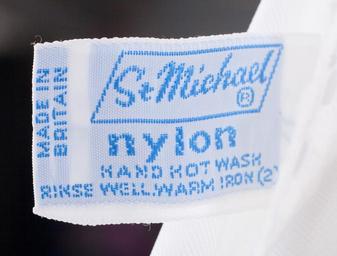 MADE IN
BRITAIN
St Michael
®
nylon
HAND HOT WASH
RINSE WELL.WARM IRON (2)